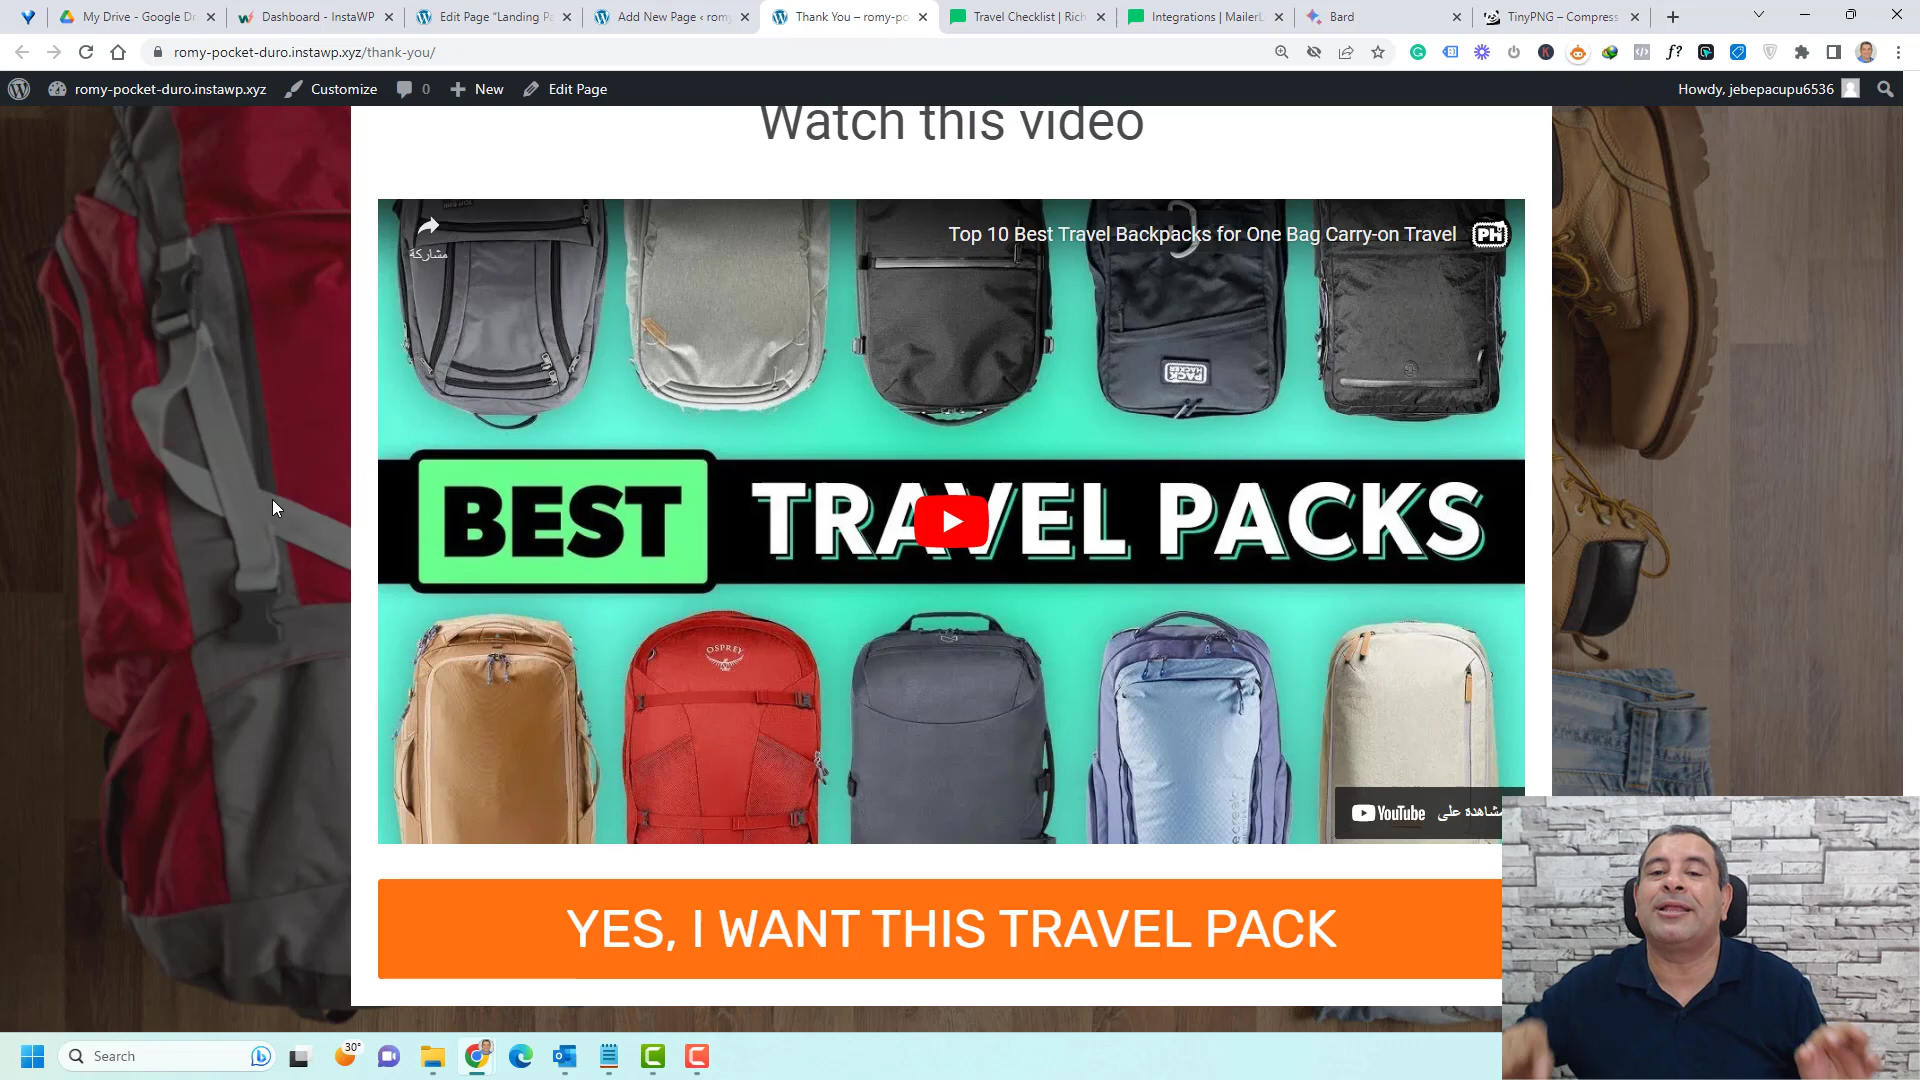 My Drive - Google Dr
Dashboard - InstaWP
Edit Page "Landing Pa
Add New Page ‹ romy
Thank You – romy-po
Travel Checklist | Rich
Integrations | MailerL
Bard
TinyPNG – Compress
romy-pocket-duro.instawp.xyz/thank-you/
romy-pocket-duro.instawp.xyz
Customize
0
New
Edit Page
Howdy, jebepacupu6536
Watch this video
مشاركة
Top 10 Best Travel Backpacks for One Bag Carry-on Travel
PH
PACK HACKER
BEST TRAVEL PACKS
OSPREY
مشاهدة على YouTube
YES, I WANT THIS TRAVEL PACK
Search
30°